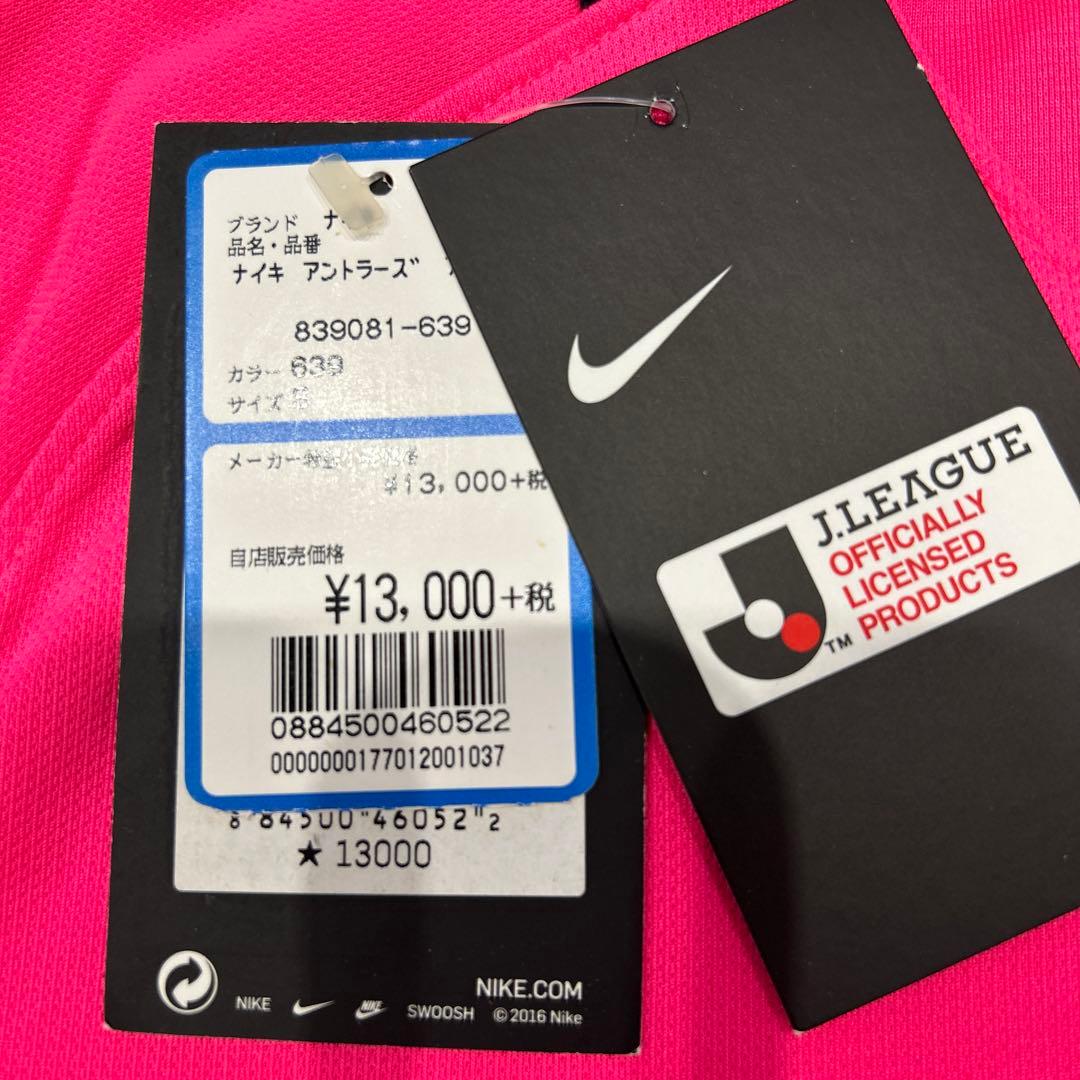 ブランド
品名・品番
ナイキ アントラーズ
839081-639
カラー 639
サイズ
メーカー
¥13,000+税
自店販売価格
¥13,000+税
0884500460522
0000000177012001037
8 84500 46052 2
★ 13000
NIKE
NIKE
SWOOSH
NIKE.COM
© 2016 Nike
J.LEAGUE
OFFICIALLY
LICENSED
PRODUCTS
TM